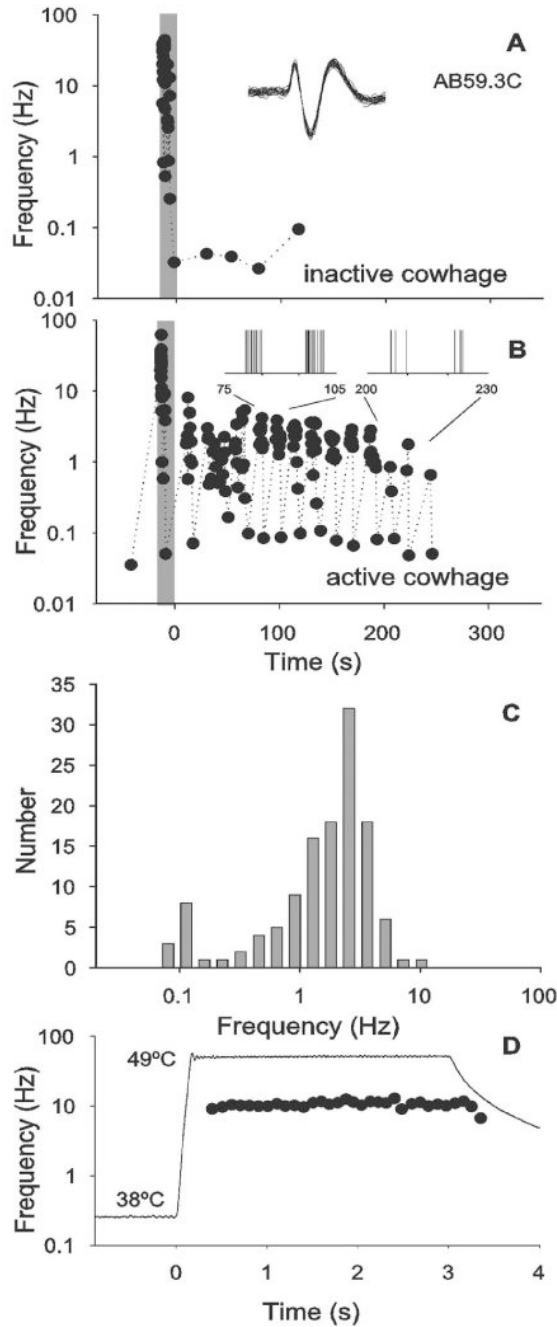 A
AB59.3C
Frequency (Hz)
100
10
1
0.1
0.01
inactive cowhage
B
Frequency (Hz)
100
10
1
0.1
0.01
75 105 200 230
active cowhage
0 100 200 300
Time (s)
C
Number
35
30
25
20
15
10
5
0
0.1 1 10 100
Frequency (Hz)
D
Frequency (Hz)
100
10
1
0.1
49ºC
38ºC
0 1 2 3 4
Time (s)